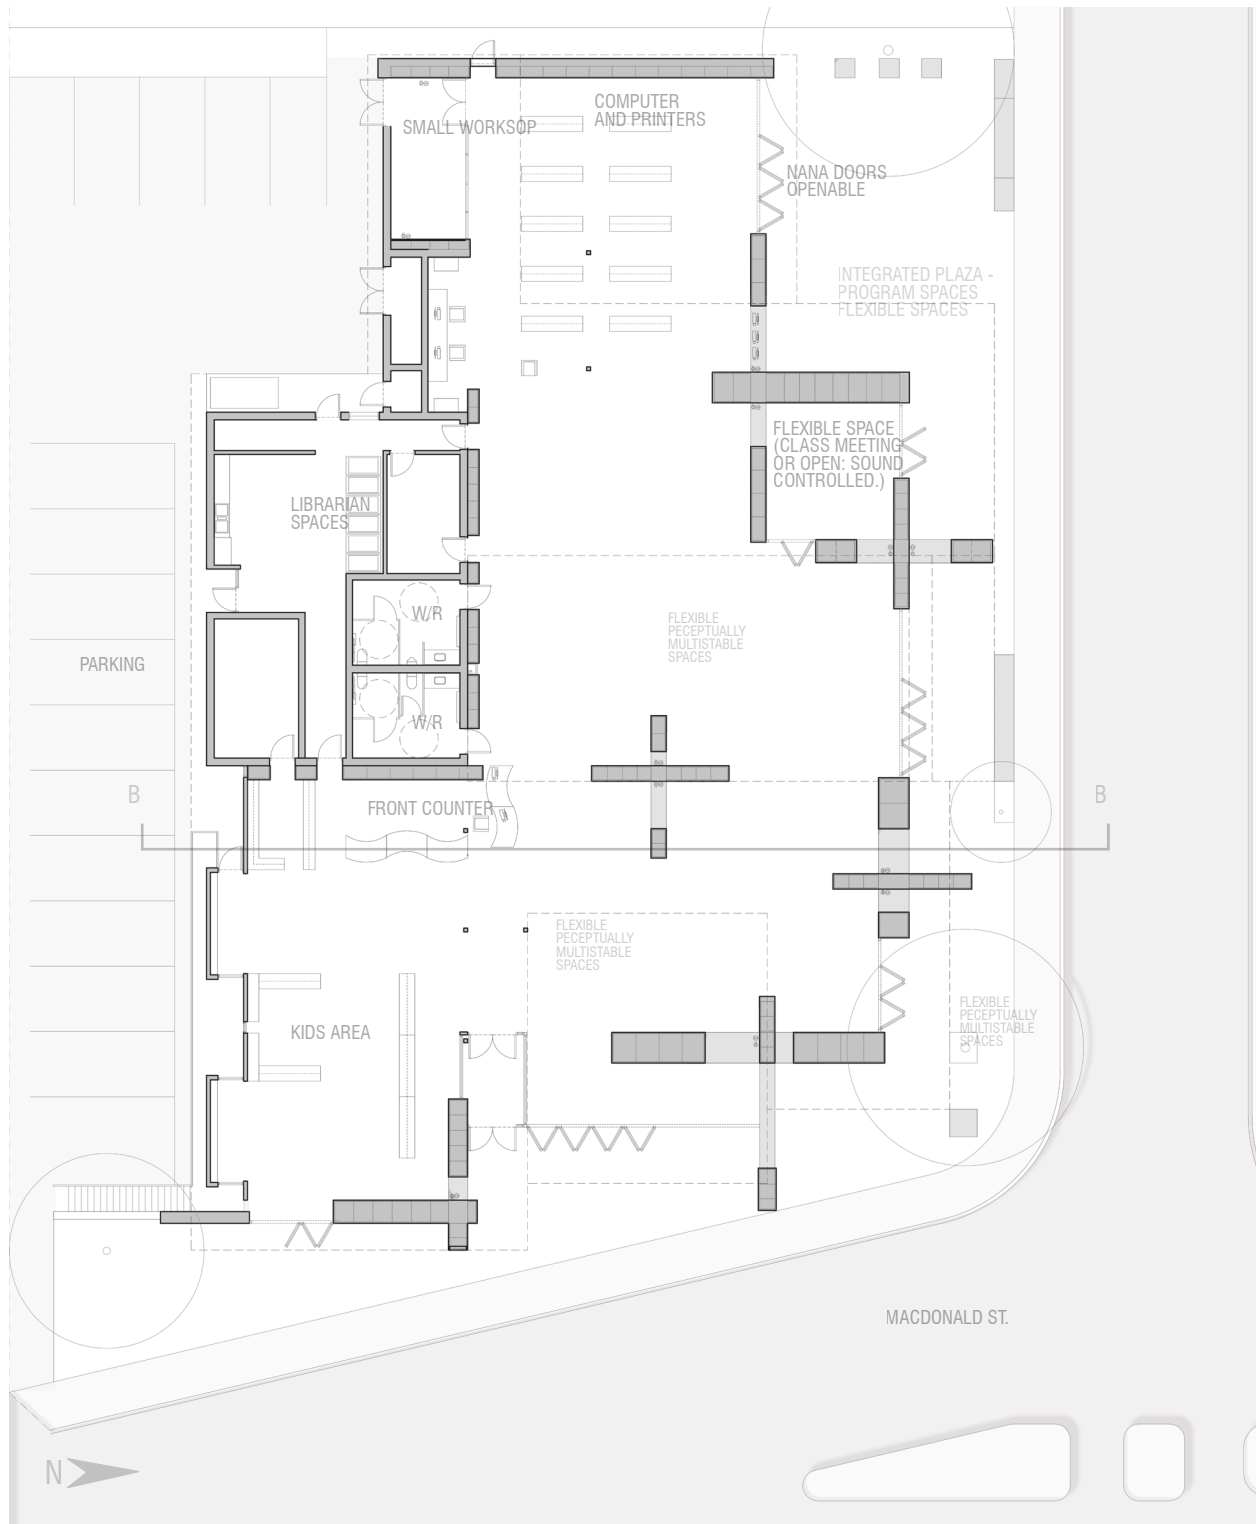 COMPUTER
AND PRINTERS
SMALL WORKSOP
NANA DOORS
OPENABLE
INTEGRATED PLAZA -
PROGRAM SPACES
FLEXIBLE SPACES
FLEXIBLE SPACE
(CLASS MEETING
OR OPEN: SOUND
CONTROLLED.)
LIBRARIAN
SPACES
W/R
FLEXIBLE
PECEPTUALLY
MULTISTABLE
SPACES
PARKING
W/R
B
B
FRONT COUNTER
FLEXIBLE
PECEPTUALLY
MULTISTABLE
SPACES
FLEXIBLE
PECEPTUALLY
MULTISTABLE
SPACES
KIDS AREA
MACDONALD ST.
N